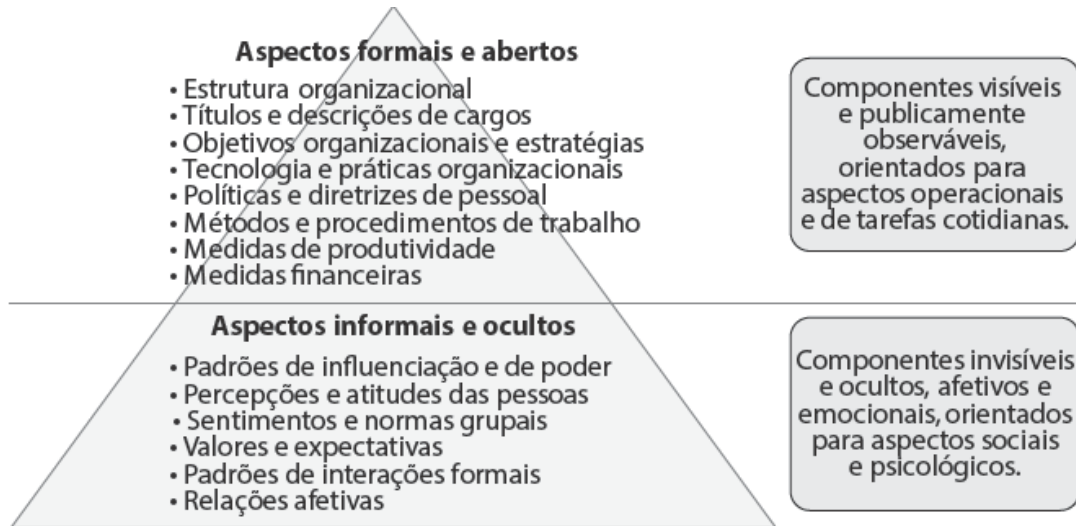 Aspectos formais e abertos
• Estrutura organizacional
• Títulos e descrições de cargos
• Objetivos organizacionais e estratégias
• Tecnologia e práticas organizacionais
• Políticas e diretrizes de pessoal
• Métodos e procedimentos de trabalho
• Medidas de produtividade
• Medidas financeiras
Componentes visíveis
e publicamente
observáveis,
orientados para
aspectos operacionais
e de tarefas cotidianas.
Aspectos informais e ocultos
• Padrões de influenciação e de poder
• Percepções e atitudes das pessoas
• Sentimentos e normas grupais
• Valores e expectativas
• Padrões de interações formais
• Relações afetivas
Componentes invisíveis
e ocultos, afetivos e
emocionais, orientados
para aspectos sociais
e psicológicos.